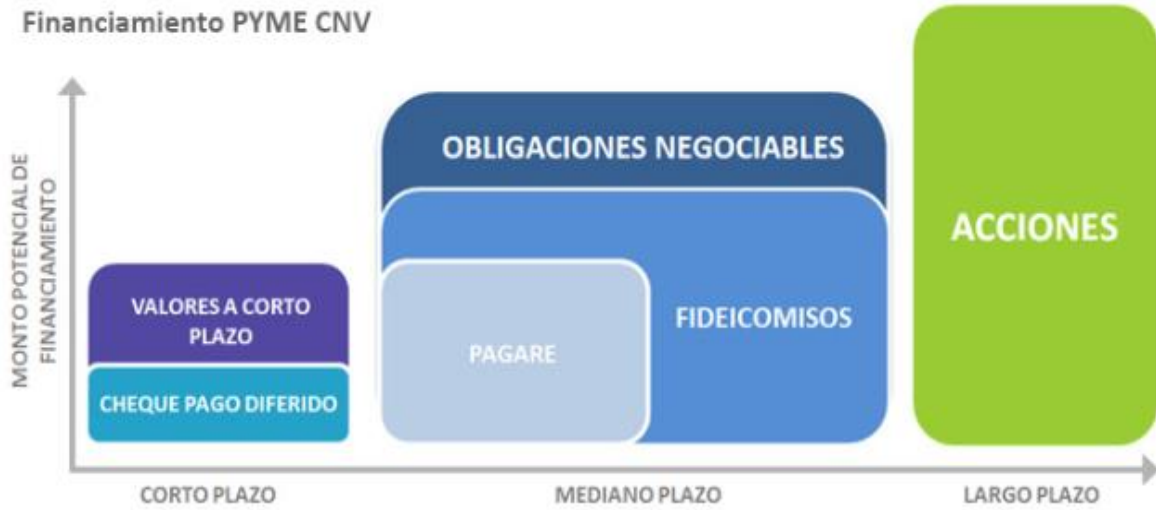 Financiamiento PYME CNV
MONTO POTENCIAL DE
FINANCIAMIENTO
OBLIGACIONES NEGOCIABLES
ACCIONES
VALORES A CORTO
PLAZO
FIDEICOMISOS
PAGARE
CHEQUE PAGO DIFERIDO
CORTO PLAZO
MEDIANO PLAZO
LARGO PLAZO